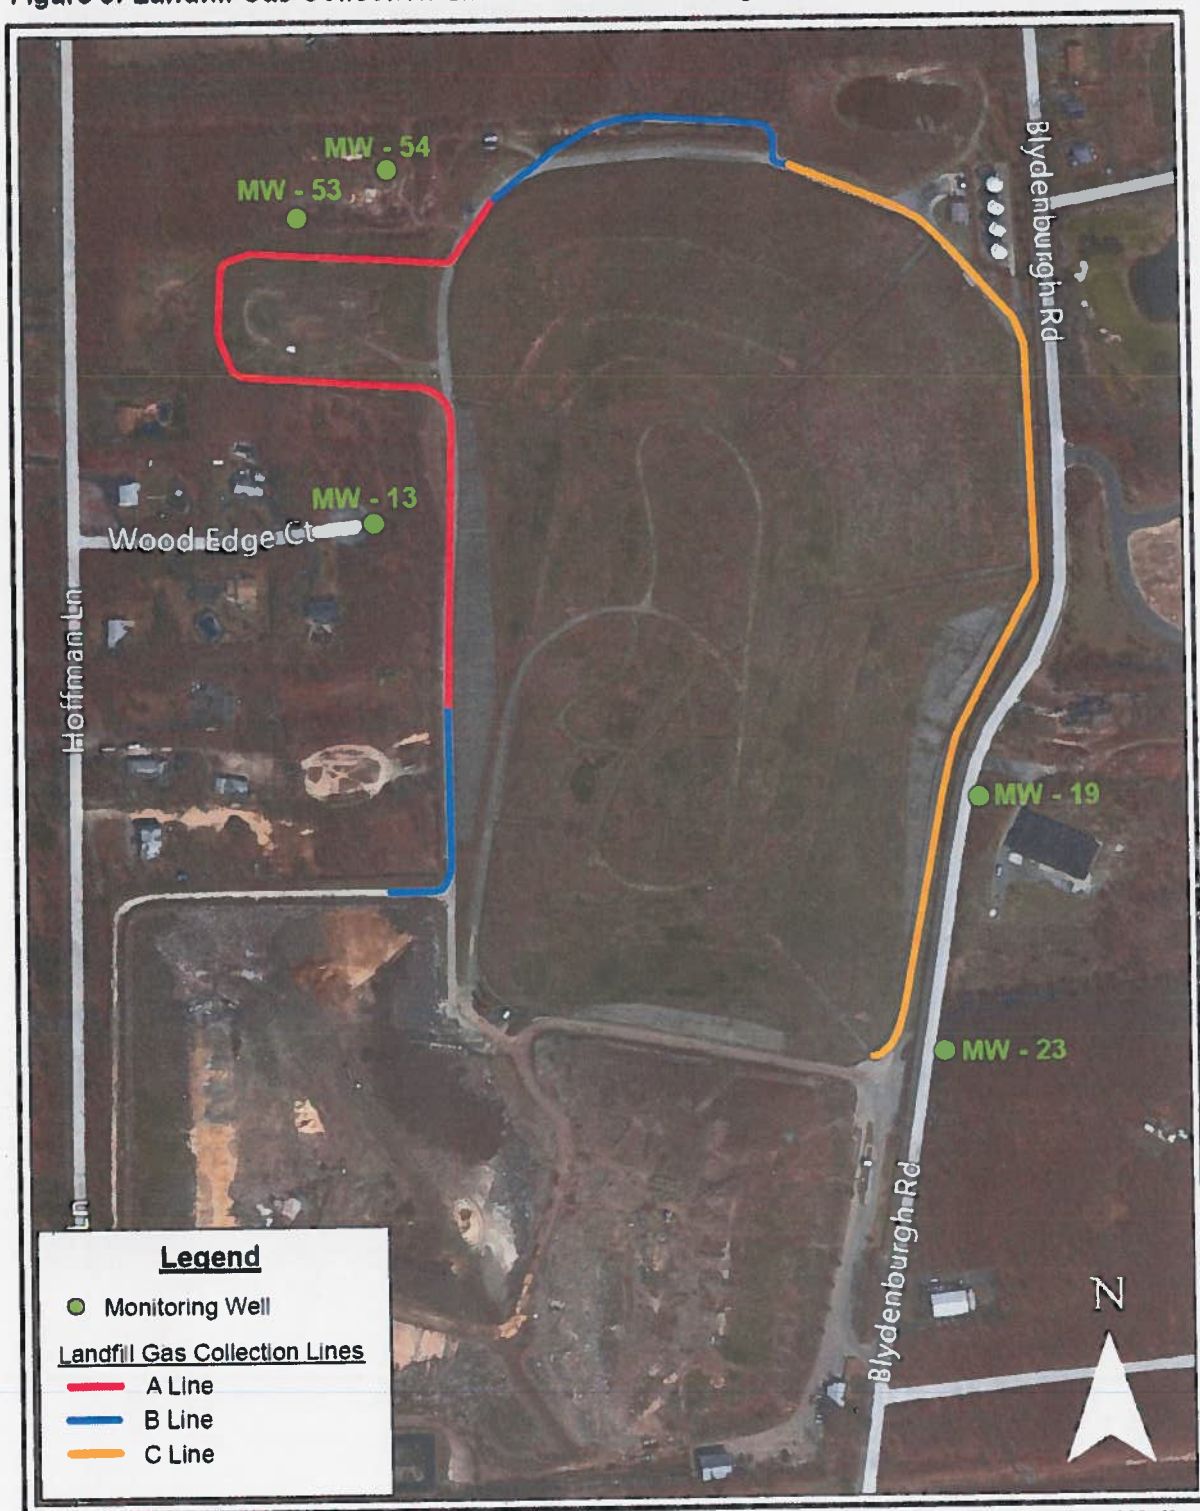 MW - 54
MW - 53
Blydenburgh Rd
MW - 13
Wood Edge Ct
Hoffman Ln
MW - 19
MW - 23
Ln
Blydenburgh Rd
N
Legend
Monitoring Well
Landfill Gas Collection Lines
A Line
B Line
C Line